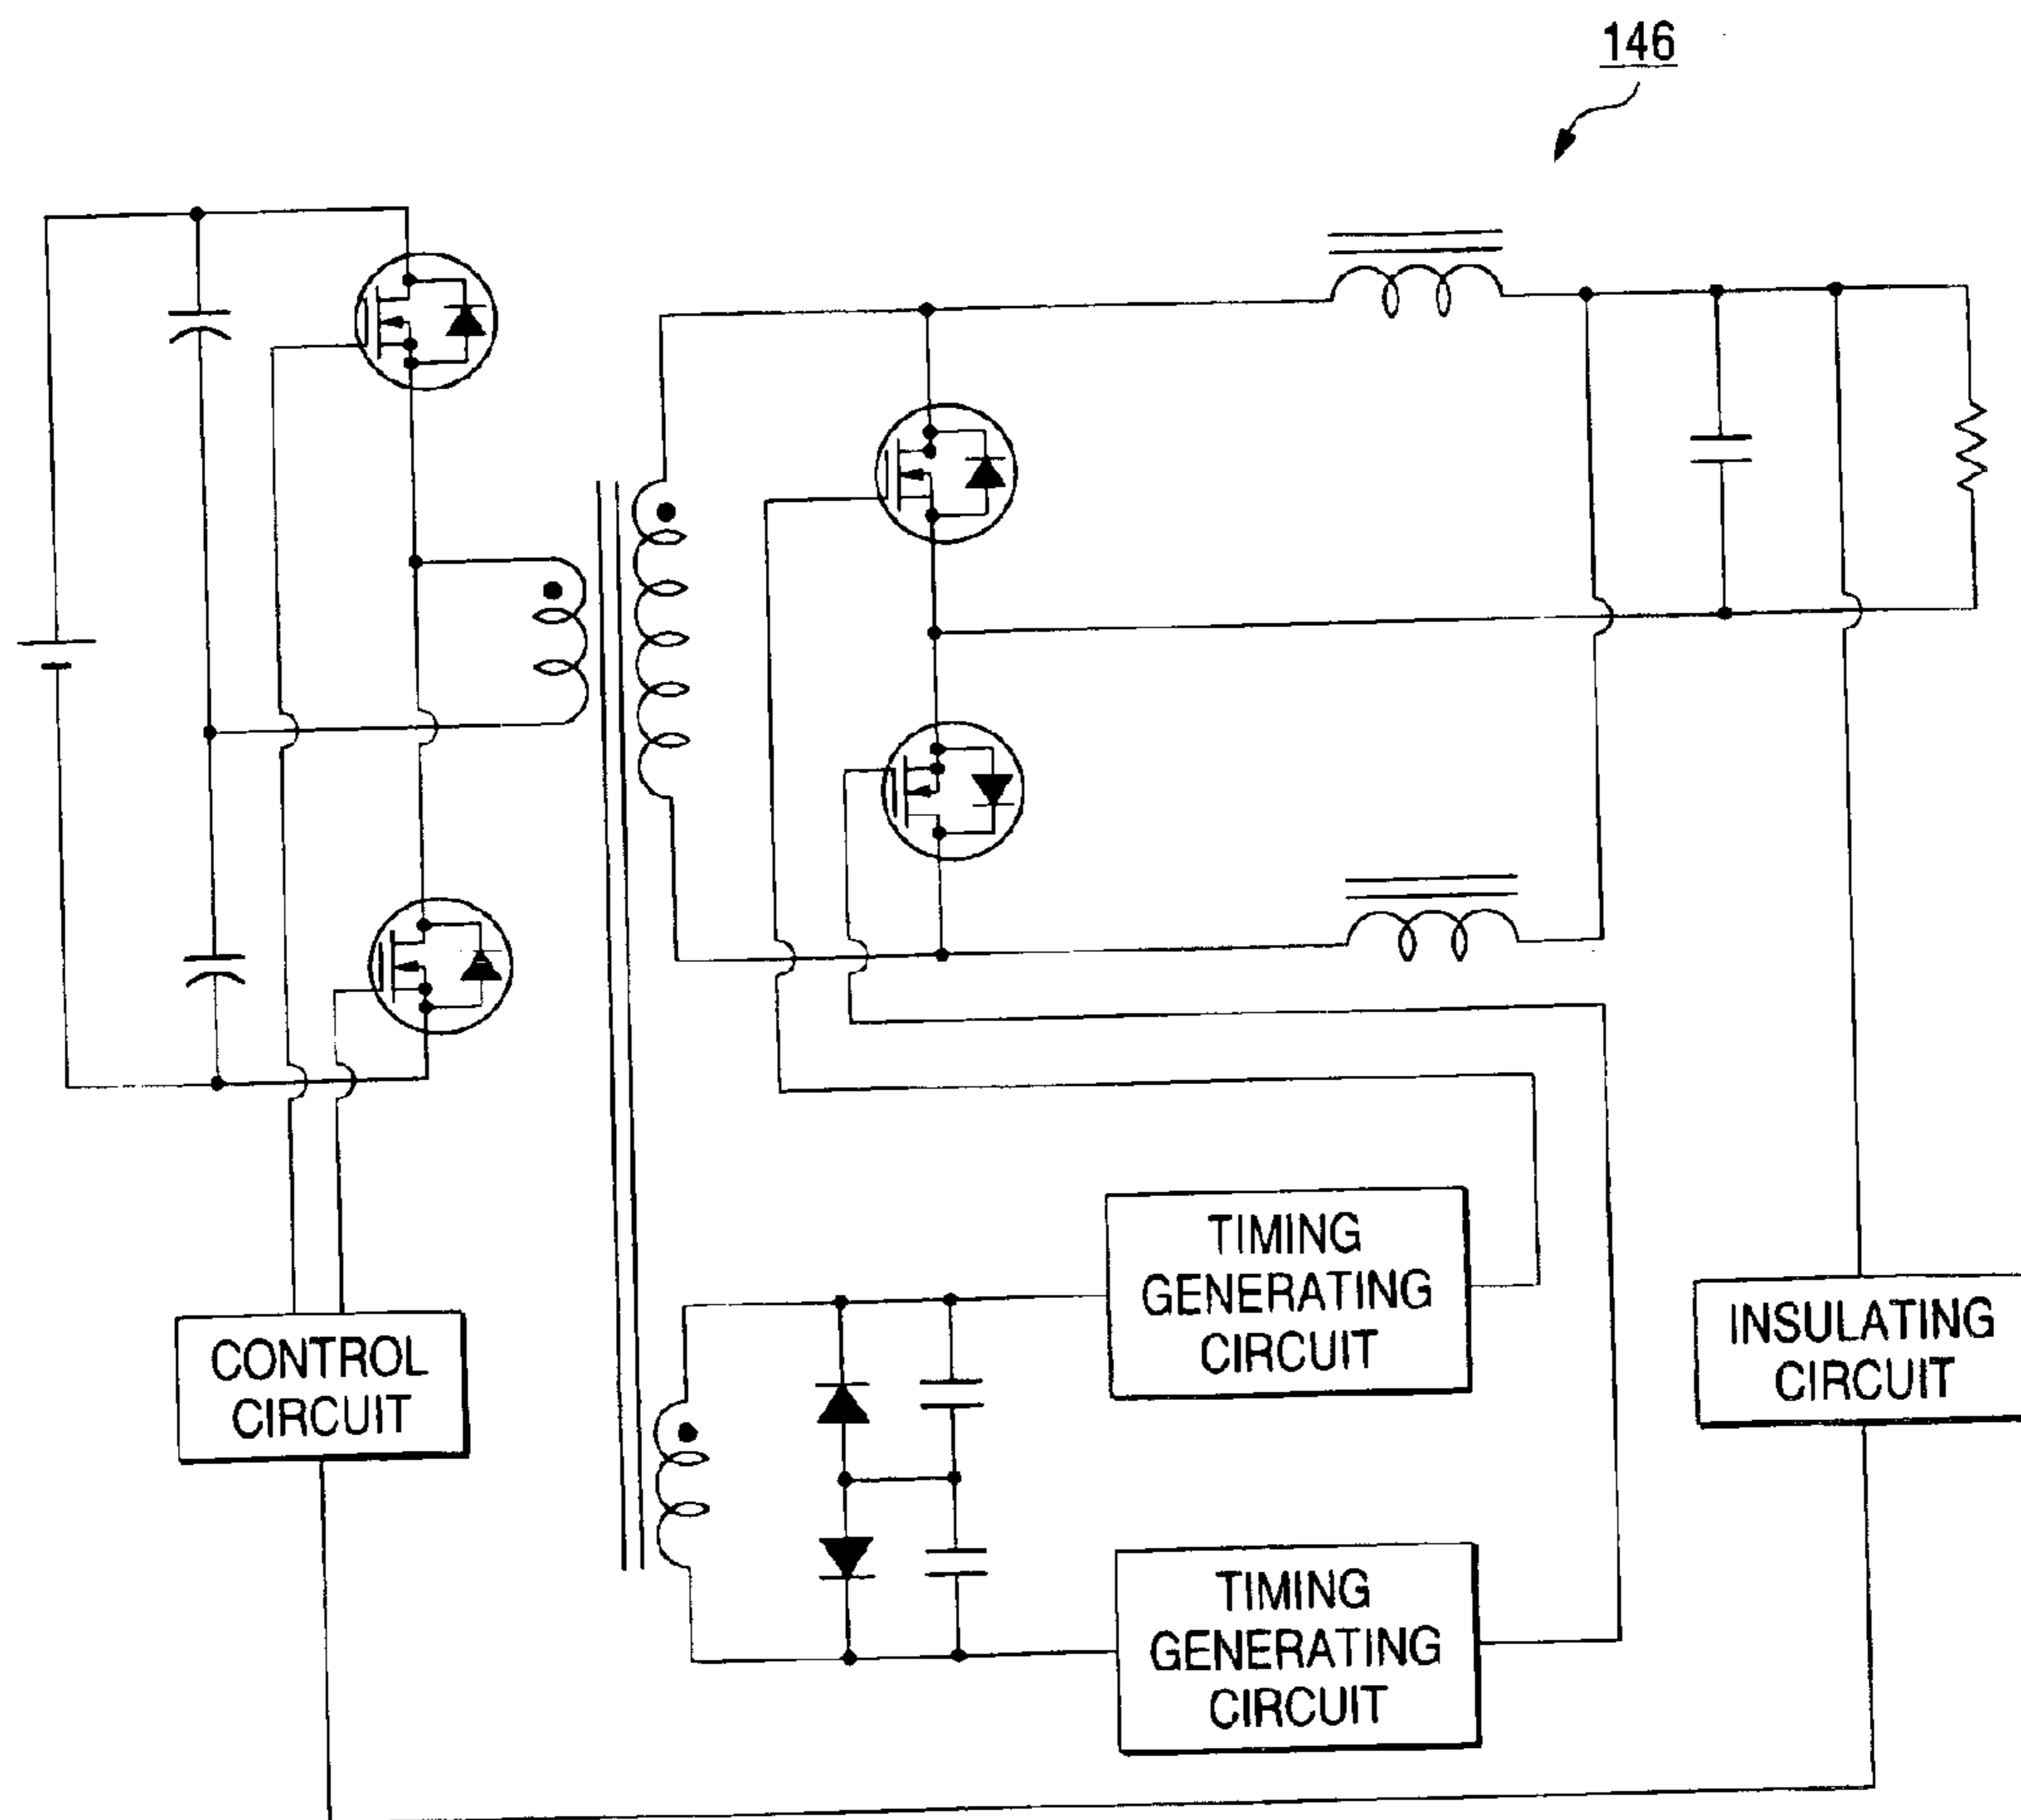 146
TIMING
GENERATING
CIRCUIT
CONTROL
CIRCUIT
INSULATING
CIRCUIT
TIMING
GENERATING
CIRCUIT